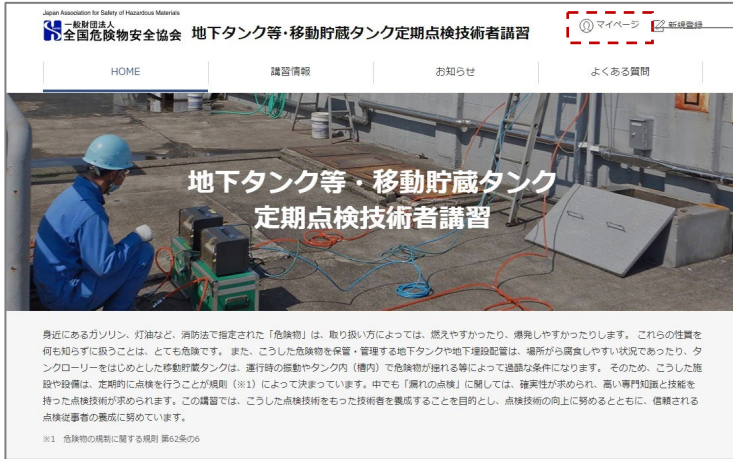 Japan Association for Safety of Hazardous Materials
一般財団法人
全国危険物安全協会 地下タンク等・移動貯蔵タンク定期点検技術者講習
マイページ 新規登録
HOME 講習情報 お知らせ よくある質問
地下タンク等・移動貯蔵タンク
定期点検技術者講習
身近にあるガソリン、灯油など、消防法で指定された「危険物」は、取り扱い方によっては、燃えやすかったり、爆発しやすかったりします。 これらの性質を
何も知らずに扱うことは、とても危険です。 また、こうした危険物を保管・管理する地下タンクや地下埋設配管は、場所がら腐食しやすい状況であったり、タ
ンクローリーをはじめとした移動貯蔵タンクは、運行時の振動やタンク内（槽内）で危険物が揺れる等によって過酷な条件になります。 そのため、こうした施
設や設備は、定期的に点検を行うことが規則（※1）によって決まっています。中でも「漏れの点検」に関しては、確実性が求められ、高い専門知識と技能を
持った点検技術が求められます。この講習では、こうした点検技術をもった技術者を養成することを目的とし、点検技術の向上に努めるとともに、信頼される
点検従事者の養成に努めています。
※1 危険物の規制に関する規則 第62条の6